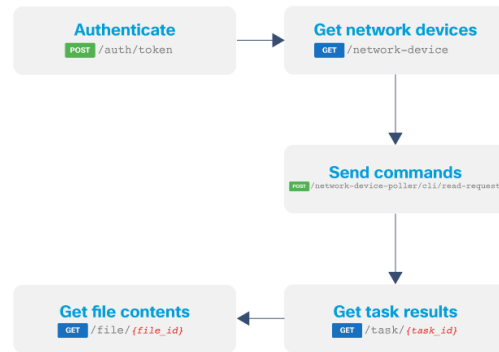 Authenticate
POST /auth/token
Get network devices
GET /network-device
Send commands
POST /network-device-poller/cli/read-request
Get file contents
GET /file/{file_id}
Get task results
GET /task/{task_id}